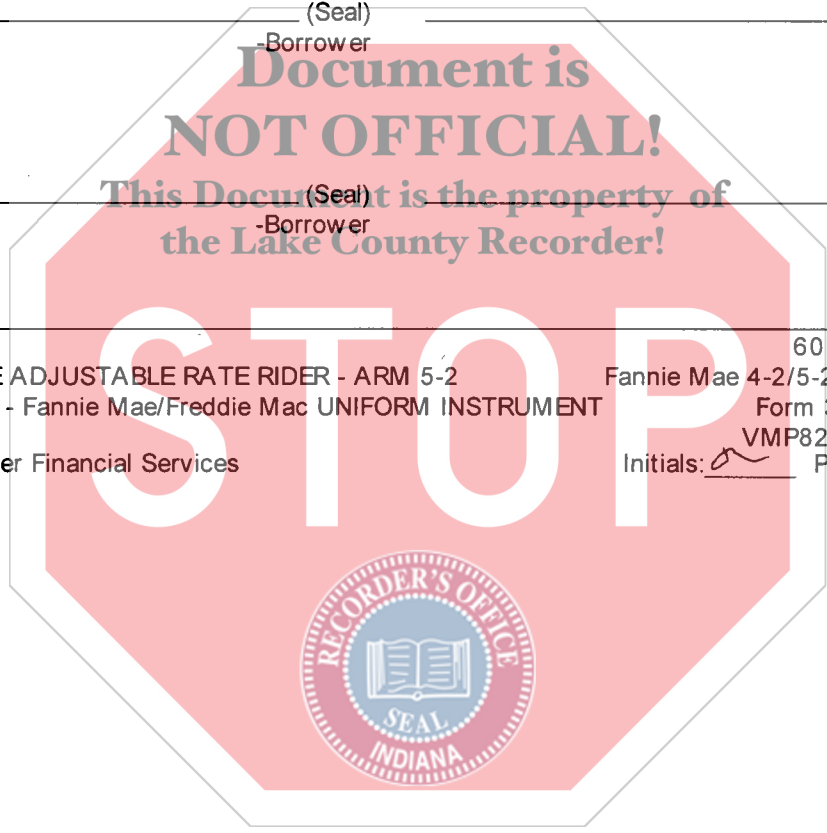 (Seal)
-Borrower
Document is
NOT OFFICIAL!
This Document is the property of
(Seal)
-Borrower
the Lake County Recorder!
STOP
60
ADJUSTABLE RATE RIDER - ARM 5-2 Fannie Mae 4-2/5-2
- Fannie Mae/Freddie Mac UNIFORM INSTRUMENT Form
VMP82
er Financial Services Initials: P
RECORDER'S OFFICE
SEAL
INDIANA